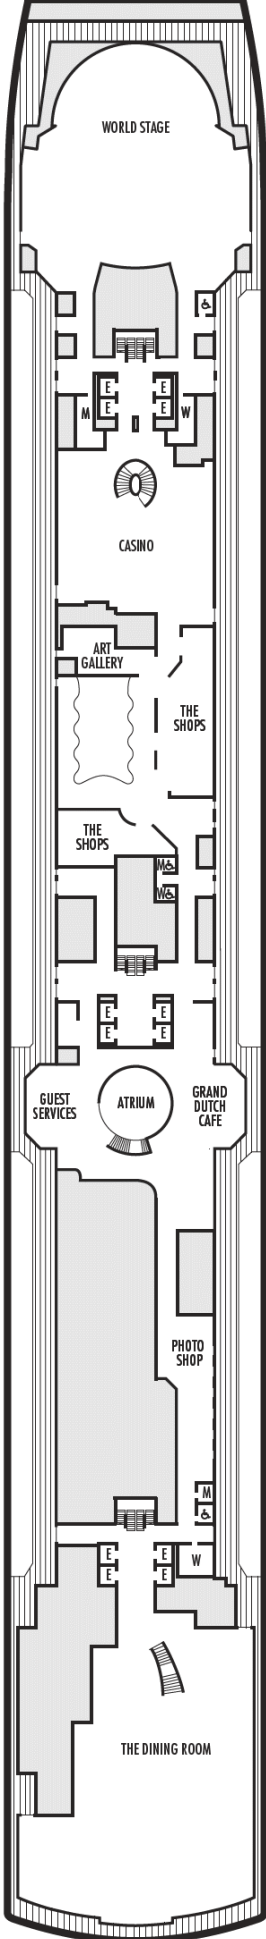 WORLD STAGE
E E
E E
M W
CASINO
ART
GALLERY
THE
SHOPS
THE
SHOPS
M
W
E E
E E
GUEST
SERVICES
ATRIUM
GRAND
DUTCH
CAFE
PHOTO
SHOP
M
E E
W
E E
THE DINING ROOM